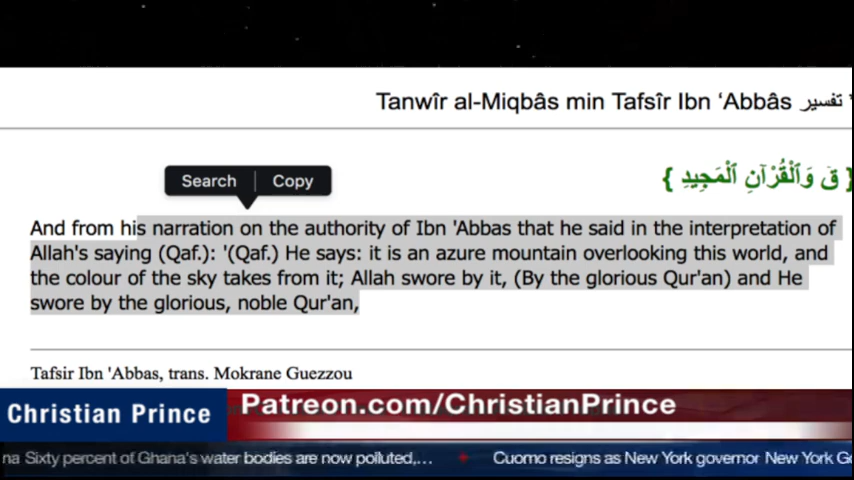 Tanwîr al-Miqbâs min Tafsîr Ibn ‘Abbâs تفسير
{ قۤ وَٱلْقُرْآنِ ٱلْمَجِيدِ }
Search Copy
And from his narration on the authority of Ibn 'Abbas that he said in the interpretation of
Allah's saying (Qaf.): '(Qaf.) He says: it is an azure mountain overlooking this world, and
the colour of the sky takes from it; Allah swore by it, (By the glorious Qur'an) and He
swore by the glorious, noble Qur'an,
Tafsir Ibn 'Abbas, trans. Mokrane Guezzou
Christian Prince
Patreon.com/ChristianPrince
na Sixty percent of Ghana's water bodies are now polluted,... Cuomo resigns as New York governor New York